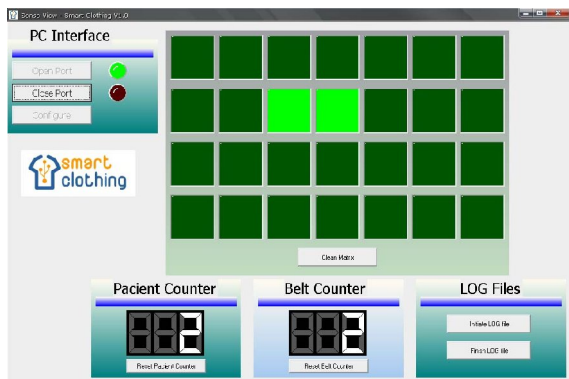 Sense View - Smart Clothing V1.0
PC Interface
Open Port
Close Port
Configure
smart
clothing
Clean Matrix
Pacient Counter
Belt Counter
LOG Files
2
2
Initiate LOG file
Finish LOG file
Reset Pacient Counter
Reset Belt Counter